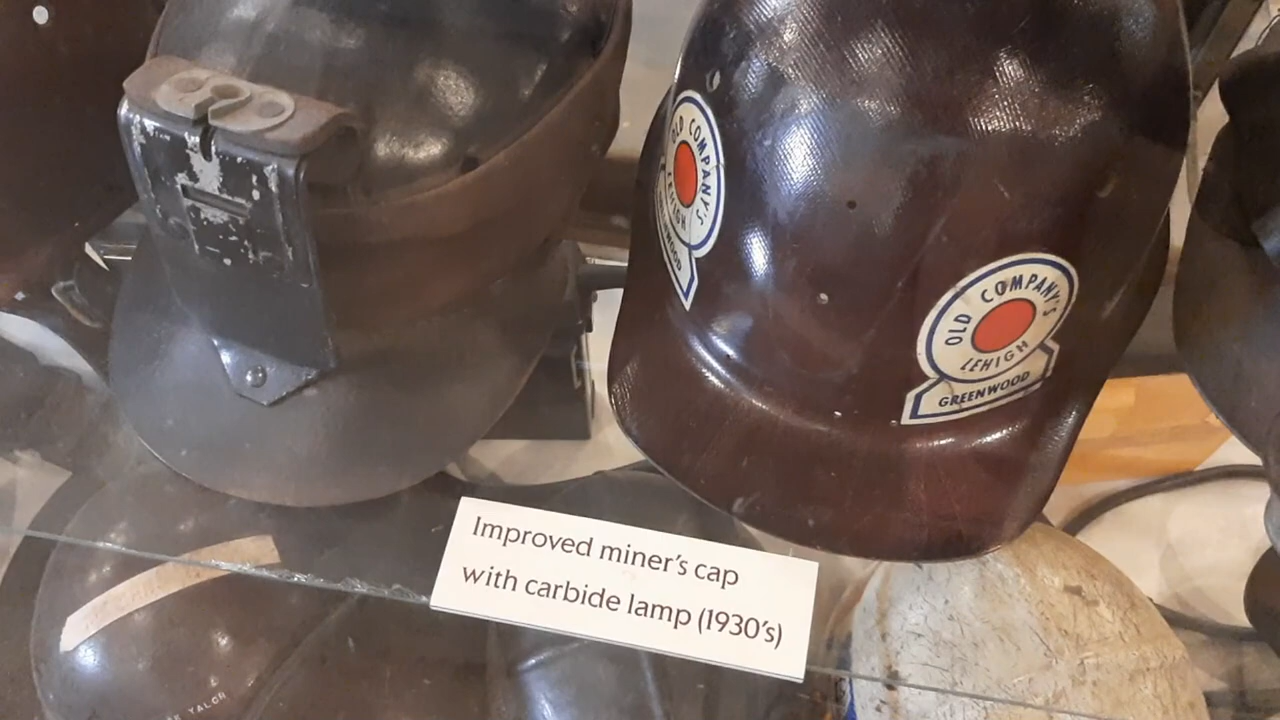 OLD COMPANY'S
LEHIGH
GREENWOOD
OLD COMPANY'S
LEHIGH
GREENWOOD
Improved miner's cap
with carbide lamp (1930's)